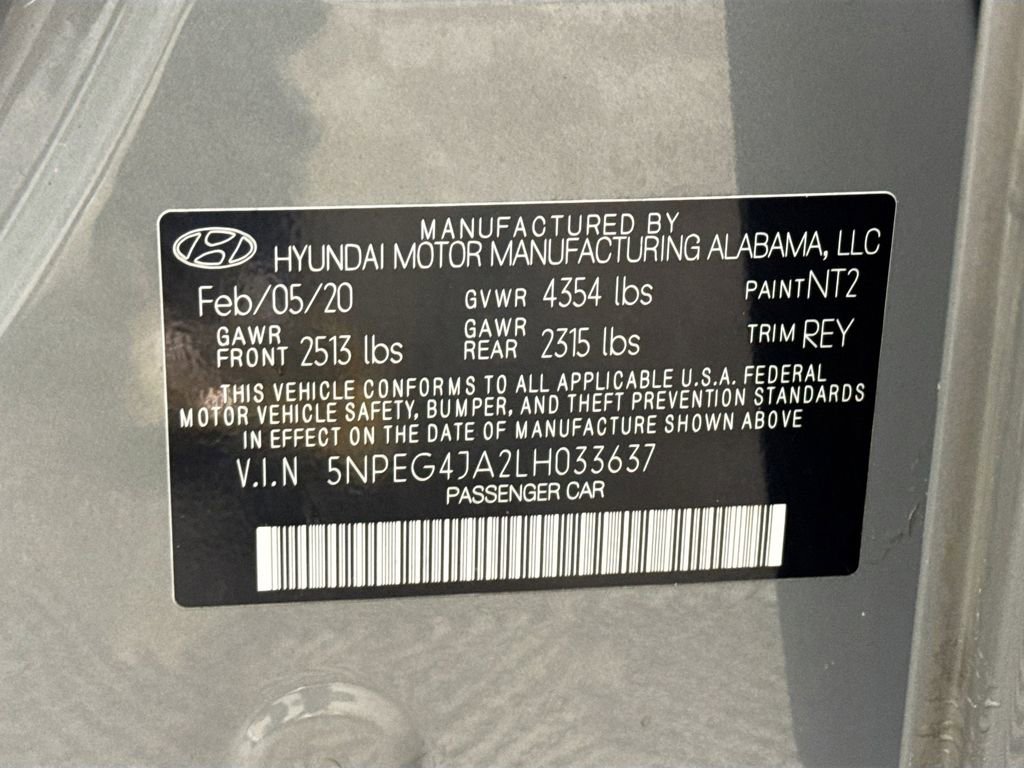 MANUFACTURED BY
HYUNDAI MOTOR MANUFACTURING ALABAMA, LLC
Feb/05/20 GVWR 4354 lbs PAINT NT2
GAWR FRONT 2513 lbs GAWR REAR 2315 lbs TRIM REY
THIS VEHICLE CONFORMS TO ALL APPLICABLE U.S.A. FEDERAL
MOTOR VEHICLE SAFETY, BUMPER, AND THEFT PREVENTION STANDARDS
IN EFFECT ON THE DATE OF MANUFACTURE SHOWN ABOVE
V.I.N 5NPEG4JA2LH033637
PASSENGER CAR